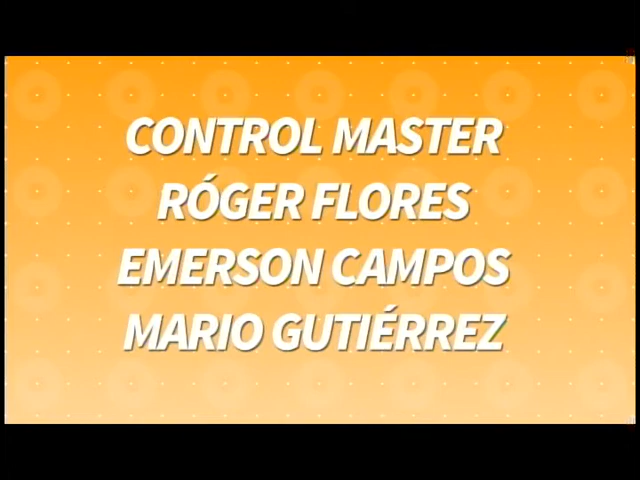 CONTROL MASTER
RÓGER FLORES
EMERSON CAMPOS
MARIO GUTIÉRREZ